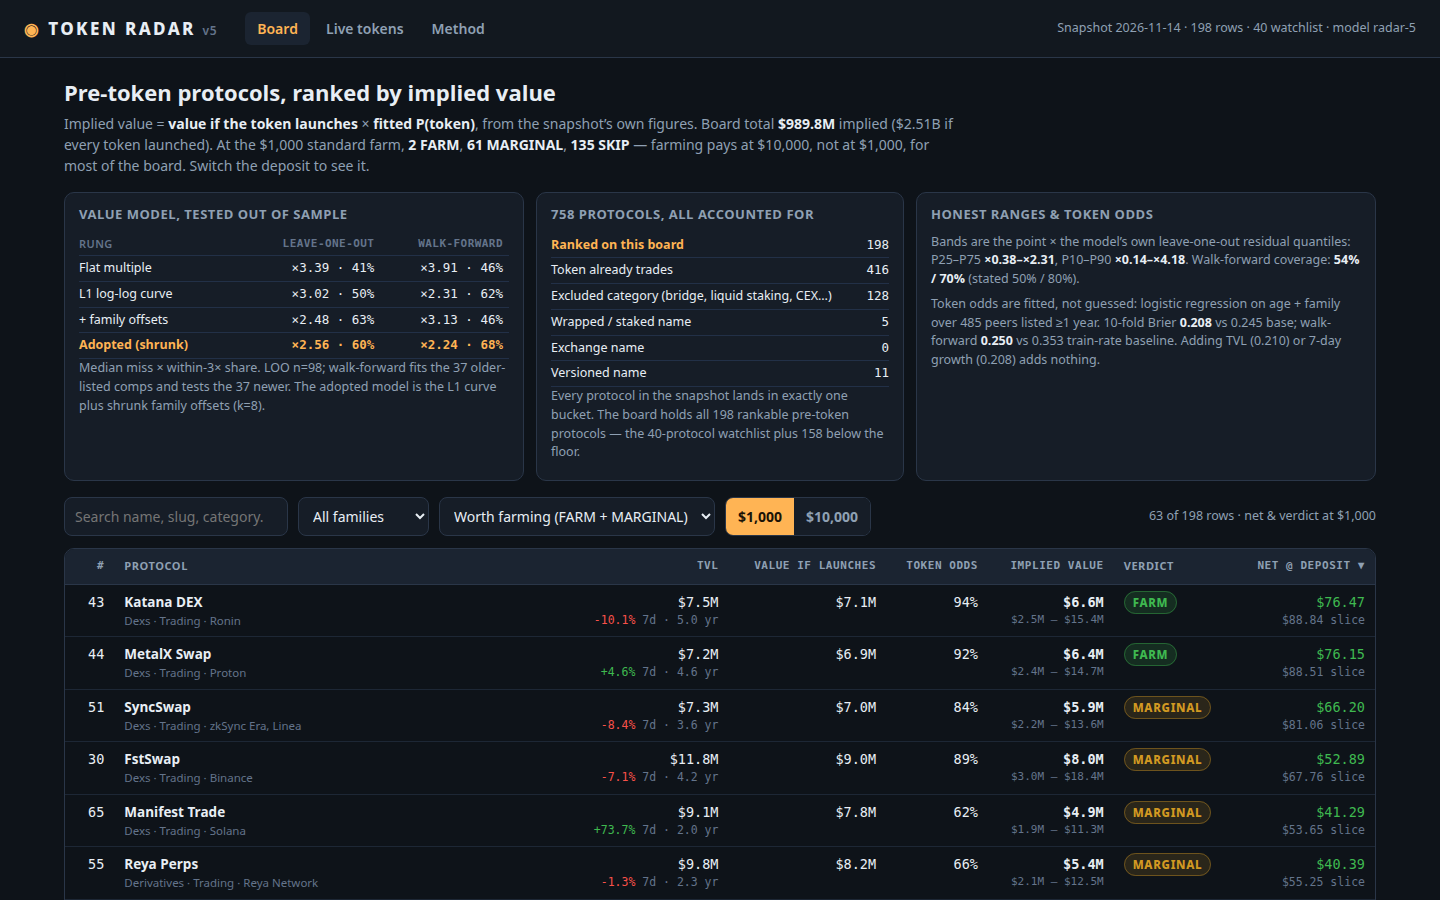 ◉ TOKEN RADAR v5 Board Live tokens Method Snapshot 2026-11-14 · 198 rows · 40 watchlist · model radar-5
Pre-token protocols, ranked by implied value
Implied value = value if the token launches × fitted P(token), from the snapshot's own figures. Board total $989.8M implied ($2.51B if
every token launched). At the $1,000 standard farm, 2 FARM, 61 MARGINAL, 135 SKIP — farming pays at $10,000, not at $1,000, for
most of the board. Switch the deposit to see it.
VALUE MODEL, TESTED OUT OF SAMPLE
RUNG LEAVE-ONE-OUT WALK-FORWARD
Flat multiple ×3.39 · 41% ×3.91 · 46%
L1 log-log curve ×3.02 · 50% ×2.31 · 62%
+ family offsets ×2.48 · 63% ×3.13 · 46%
Adopted (shrunk) ×2.56 · 60% ×2.24 · 68%
Median miss × within-3× share. LOO n=98; walk-forward fits the 37 older-
listed comps and tests the 37 newer. The adopted model is the L1 curve
plus shrunk family offsets (k=8).
758 PROTOCOLS, ALL ACCOUNTED FOR
Ranked on this board 198
Token already trades 416
Excluded category (bridge, liquid staking, CEX…) 128
Wrapped / staked name 5
Exchange name 0
Versioned name 11
Every protocol in the snapshot lands in exactly one
bucket. The board holds all 198 rankable pre-token
protocols — the 40-protocol watchlist plus 158 below the
floor.
HONEST RANGES & TOKEN ODDS
Bands are the point × the model's own leave-one-out residual quantiles:
P25–P75 ×0.38–×2.31, P10–P90 ×0.14–×4.18. Walk-forward coverage: 54%
/ 70% (stated 50% / 80%).
Token odds are fitted, not guessed: logistic regression on age + family
over 485 peers listed ≥1 year. 10-fold Brier 0.208 vs 0.245 base; walk-
forward 0.250 vs 0.353 train-rate baseline. Adding TVL (0.210) or 7-day
growth (0.208) adds nothing.
Search name, slug, category. All families Worth farming (FARM + MARGINAL) $1,000 $10,000 63 of 198 rows · net & verdict at $1,000
# PROTOCOL TVL VALUE IF LAUNCHES TOKEN ODDS IMPLIED VALUE VERDICT NET @ DEPOSIT ▼
43 Katana DEX $7.5M $7.1M 94% $6.6M FARM $76.47
Dexs · Trading · Ronin -10.1% 7d · 5.0 yr $2.5M — $15.4M $88.84 slice
44 MetalX Swap $7.2M $6.9M 92% $6.4M FARM $76.15
Dexs · Trading · Proton +4.6% 7d · 4.6 yr $2.4M — $14.7M $88.51 slice
51 SyncSwap $7.3M $7.0M 84% $5.9M MARGINAL $66.20
Dexs · Trading · zkSync Era, Linea -8.4% 7d · 3.6 yr $2.2M — $13.6M $81.06 slice
30 FstSwap $11.8M $9.0M 89% $8.0M MARGINAL $52.89
Dexs · Trading · Binance -7.1% 7d · 4.2 yr $3.0M — $18.4M $67.76 slice
65 Manifest Trade $9.1M $7.8M 62% $4.9M MARGINAL $41.29
Dexs · Trading · Solana +73.7% 7d · 2.0 yr $1.9M — $11.3M $53.65 slice
55 Reya Perps $9.8M $8.2M 66% $5.4M MARGINAL $40.39
Derivatives · Trading · Reya Network -1.3% 7d · 2.3 yr $2.1M — $12.5M $55.25 slice